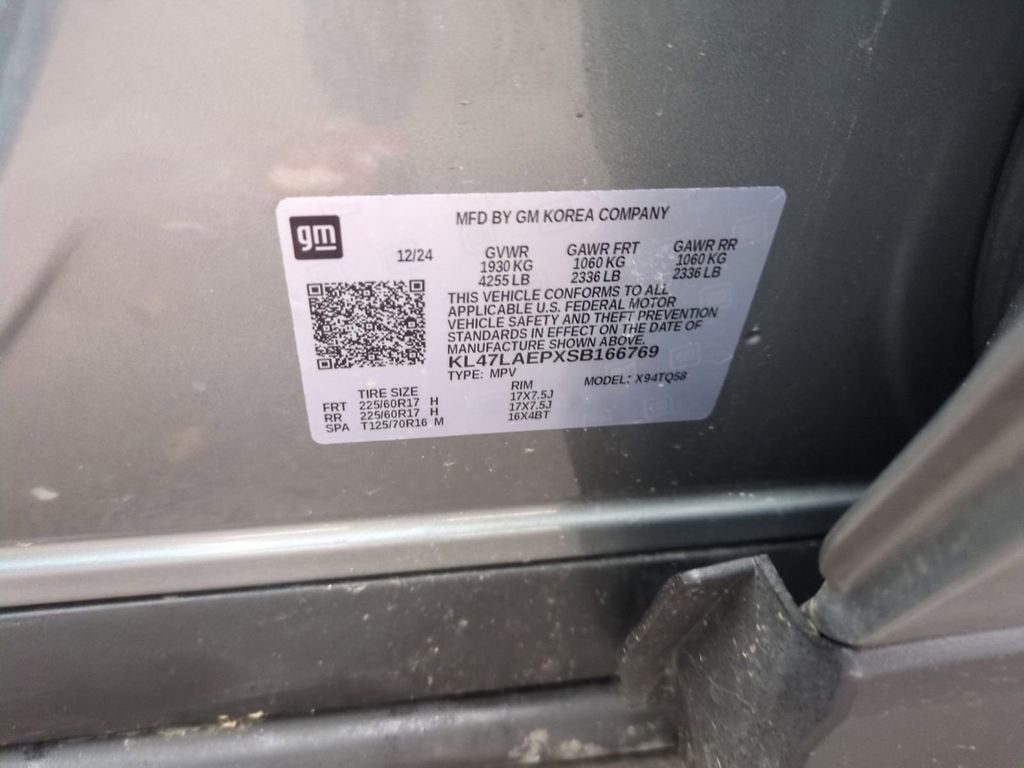 gm
MFD BY GM KOREA COMPANY
12/24
GVWR GAWR FRT GAWR RR
1930 KG 1060 KG 1060 KG
4255 LB 2336 LB 2336 LB
THIS VEHICLE CONFORMS TO ALL
APPLICABLE U.S. FEDERAL MOTOR
VEHICLE SAFETY AND THEFT PREVENTION
STANDARDS IN EFFECT ON THE DATE OF
MANUFACTURE SHOWN ABOVE.
KL47LAEPXSB166769
TYPE: MPV MODEL: X94TQ58
TIRE SIZE RIM
FRT 225/60R17 H 17X7.5J
RR 225/60R17 H 17X7.5J
SPA T125/70R16 M 16X4BT